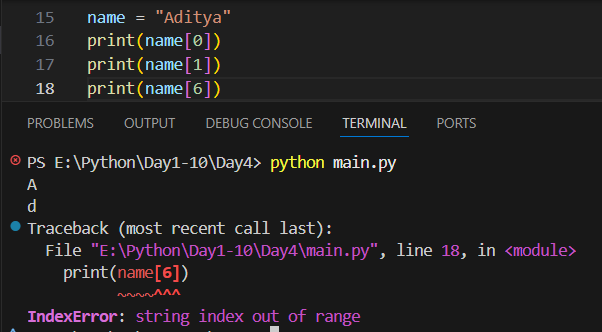 15 name = "Aditya"
16 print(name[0])
17 print(name[1])
18 print(name[6])
PROBLEMS OUTPUT DEBUG CONSOLE TERMINAL PORTS
PS E:\Python\Day1-10\Day4> python main.py
A
d
Traceback (most recent call last):
  File "E:\Python\Day1-10\Day4\main.py", line 18, in <module>
    print(name[6])
          ~~~~^^^
IndexError: string index out of range